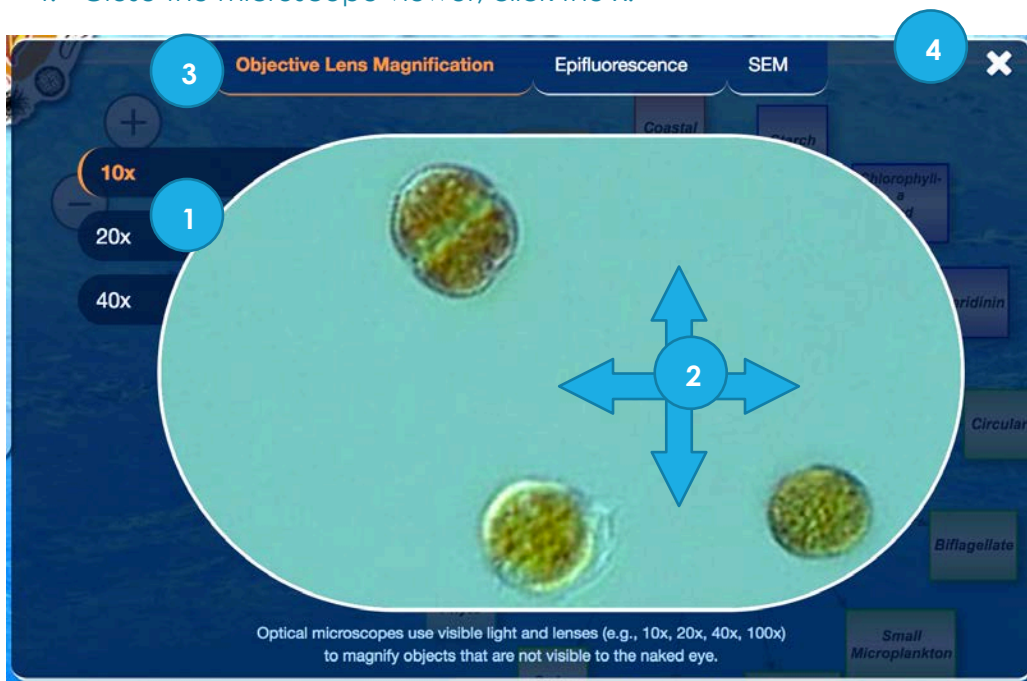 4
3
Objective Lens Magnification
Epifluorescence
SEM
Coastal
10x
1
20x
40x
2
Circular
Biflagellate
Small
Microplankton
Optical microscopes use visible light and lenses (e.g., 10x, 20x, 40x, 100x)
to magnify objects that are not visible to the naked eye.